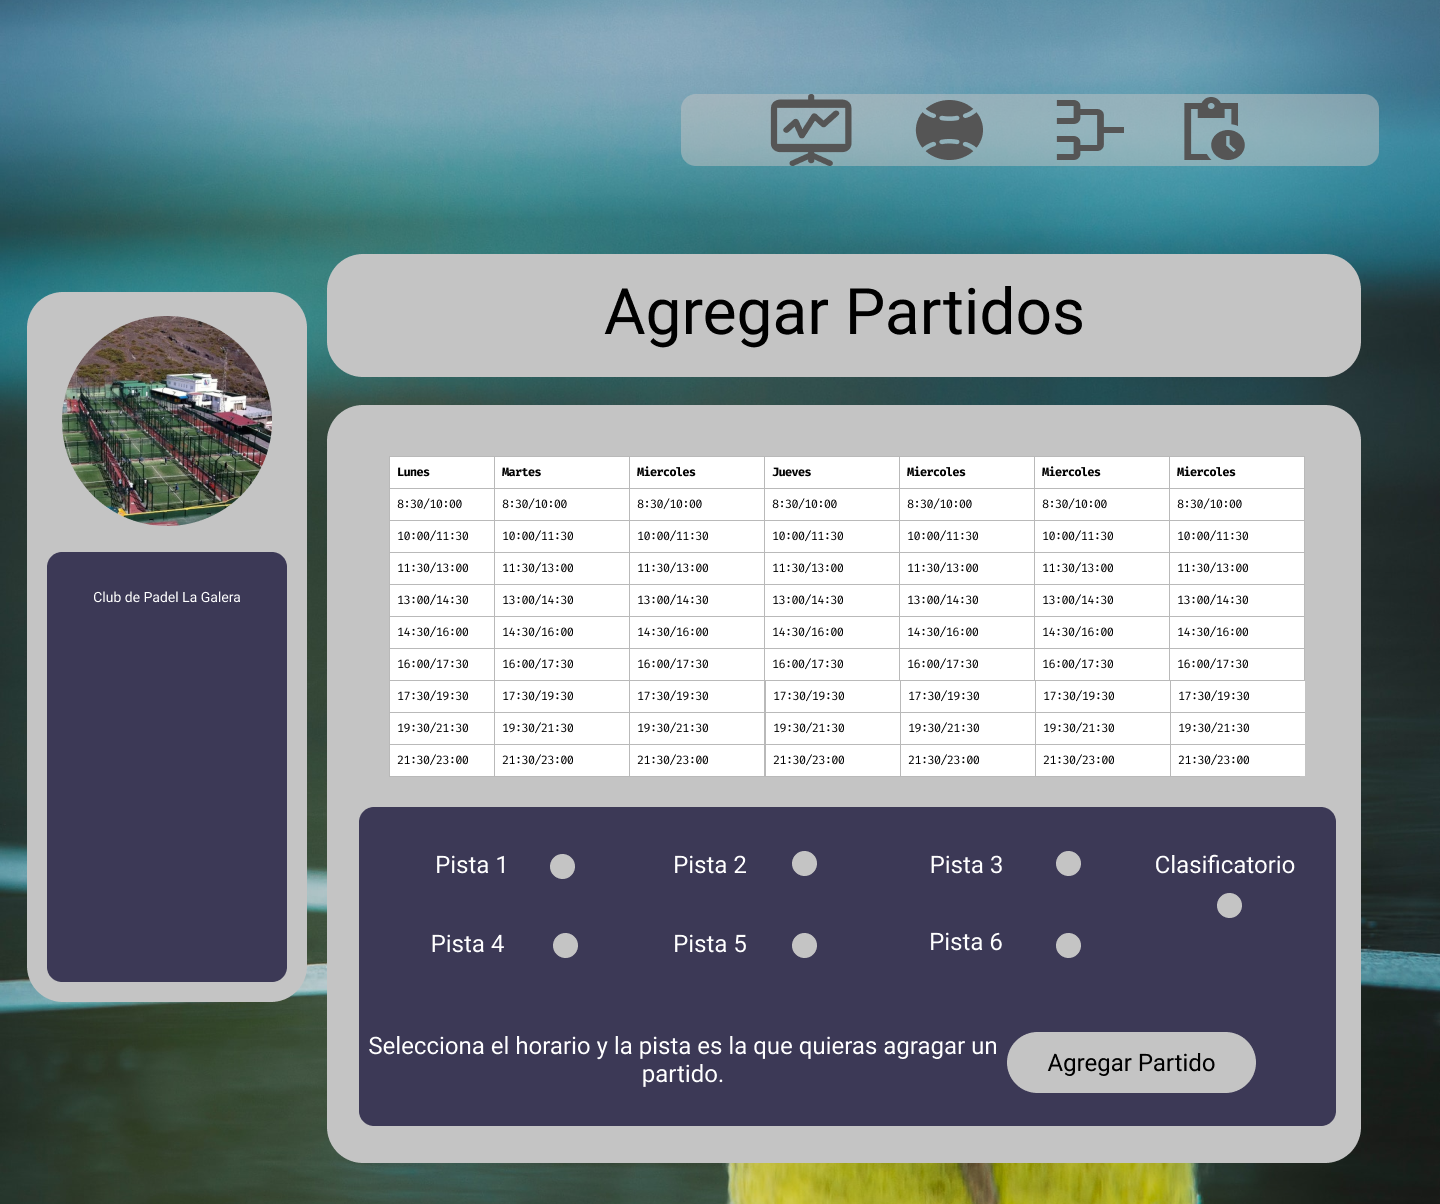 Agregar Partidos
Club de Padel La Galera
Lunes Martes Miercoles Jueves Miercoles Miercoles Miercoles
8:30/10:00 8:30/10:00 8:30/10:00 8:30/10:00 8:30/10:00 8:30/10:00 8:30/10:00
10:00/11:30 10:00/11:30 10:00/11:30 10:00/11:30 10:00/11:30 10:00/11:30 10:00/11:30
11:30/13:00 11:30/13:00 11:30/13:00 11:30/13:00 11:30/13:00 11:30/13:00 11:30/13:00
13:00/14:30 13:00/14:30 13:00/14:30 13:00/14:30 13:00/14:30 13:00/14:30 13:00/14:30
14:30/16:00 14:30/16:00 14:30/16:00 14:30/16:00 14:30/16:00 14:30/16:00 14:30/16:00
16:00/17:30 16:00/17:30 16:00/17:30 16:00/17:30 16:00/17:30 16:00/17:30 16:00/17:30
17:30/19:30 17:30/19:30 17:30/19:30 17:30/19:30 17:30/19:30 17:30/19:30 17:30/19:30
19:30/21:30 19:30/21:30 19:30/21:30 19:30/21:30 19:30/21:30 19:30/21:30 19:30/21:30
21:30/23:00 21:30/23:00 21:30/23:00 21:30/23:00 21:30/23:00 21:30/23:00 21:30/23:00
Pista 1 Pista 2 Pista 3 Clasificatorio
Pista 4 Pista 5 Pista 6
Selecciona el horario y la pista es la que quieras agragar un
partido.
Agregar Partido